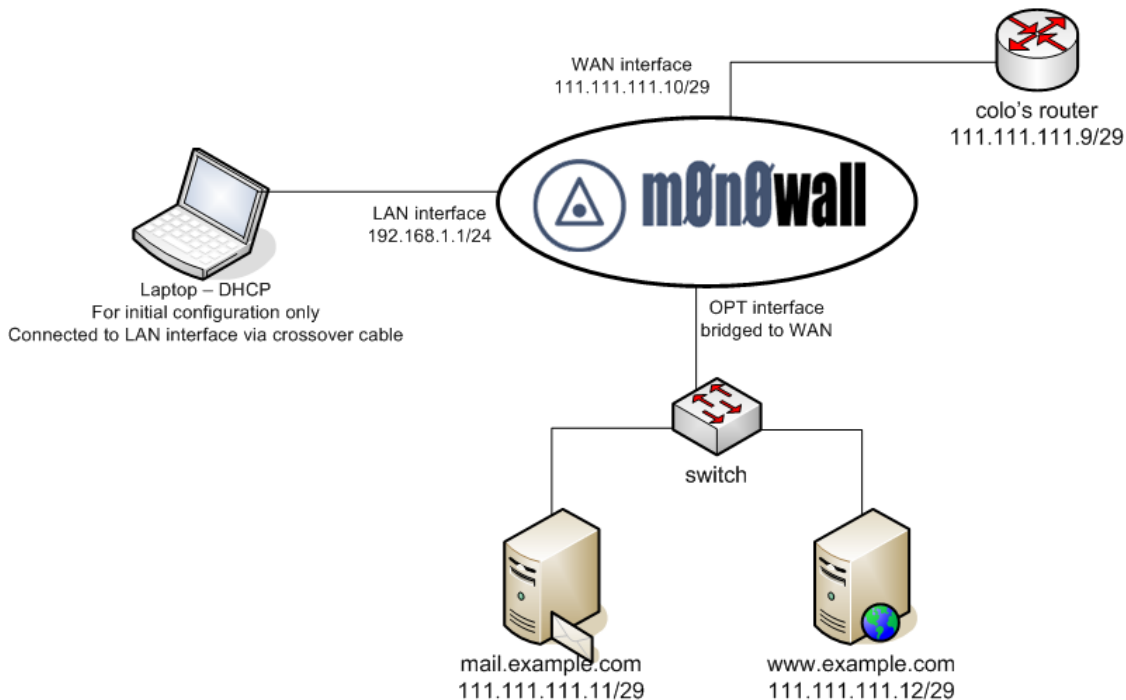 WAN interface
111.111.111.10/29
colo's router
111.111.111.9/29
m0n0wall
LAN interface
192.168.1.1/24
Laptop – DHCP
For initial configuration only
Connected to LAN interface via crossover cable
OPT interface
bridged to WAN
switch
mail.example.com
111.111.111.11/29
www.example.com
111.111.111.12/29